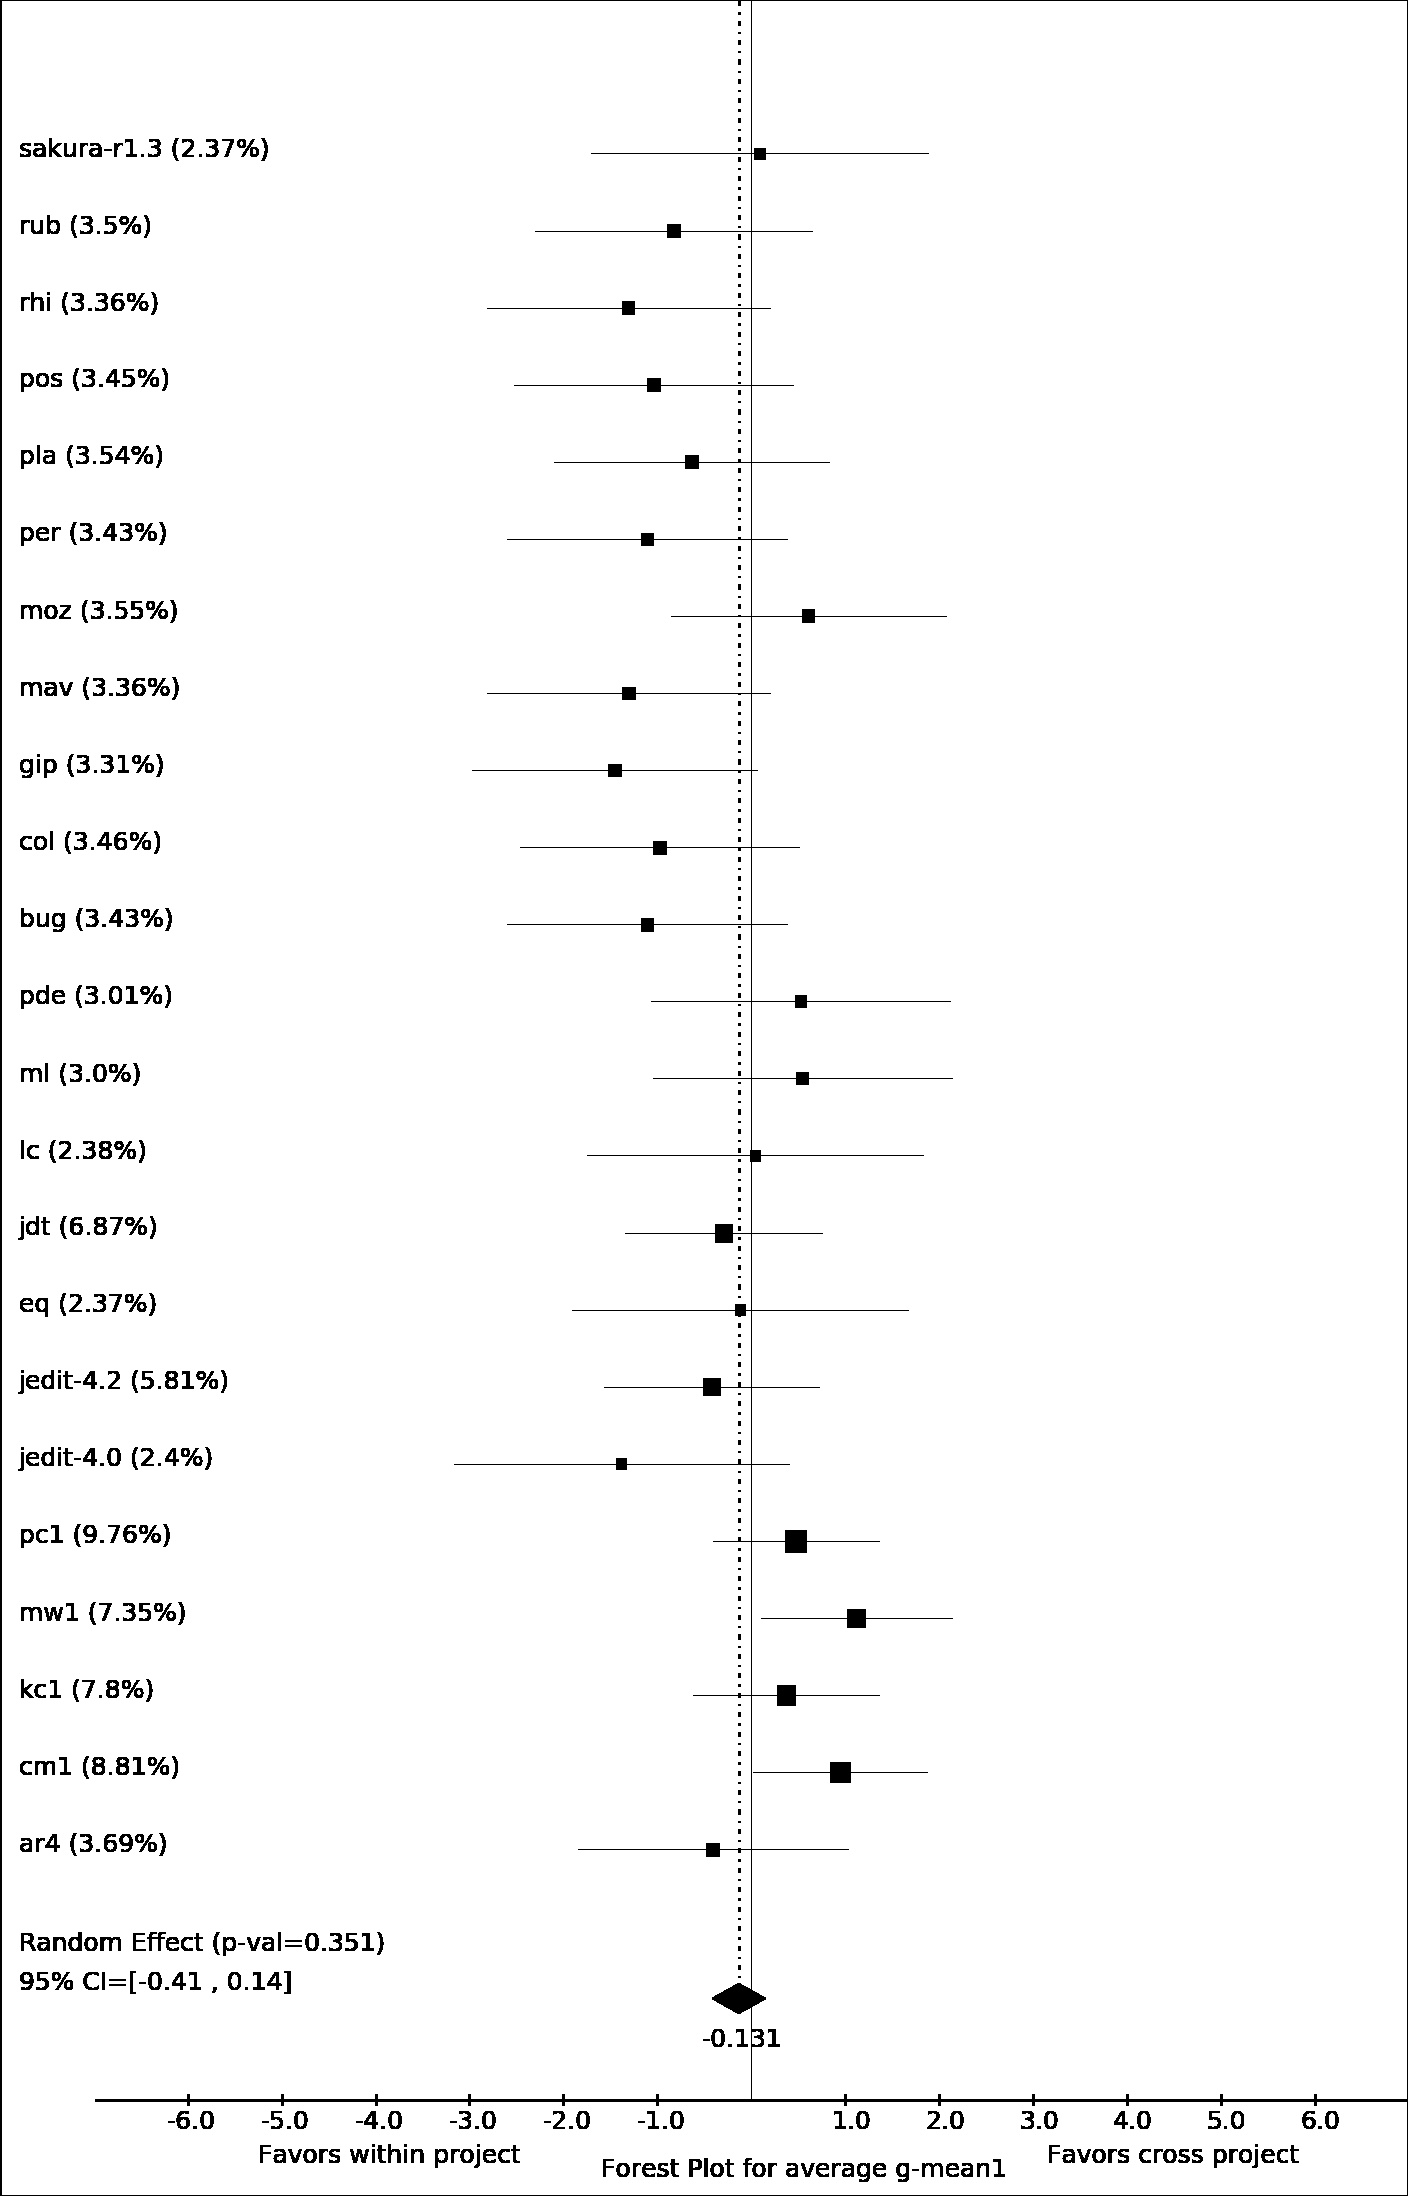 sakura-r1.3 (2.37%)
rub (3.5%)
rhi (3.36%)
pos (3.45%)
pla (3.54%)
per (3.43%)
moz (3.55%)
mav (3.36%)
gip (3.31%)
col (3.46%)
bug (3.43%)
pde (3.01%)
ml (3.0%)
lc (2.38%)
jdt (6.87%)
eq (2.37%)
jedit-4.2 (5.81%)
jedit-4.0 (2.4%)
pc1 (9.76%)
mw1 (7.35%)
kc1 (7.8%)
cm1 (8.81%)
ar4 (3.69%)
Random Effect (p-val=0.351)
95% CI=[-0.41 , 0.14]
-0.131
-6.0 -5.0 -4.0 -3.0 -2.0 -1.0 1.0 2.0 3.0 4.0 5.0 6.0
Favors within project Favors cross project
Forest Plot for average g-mean1